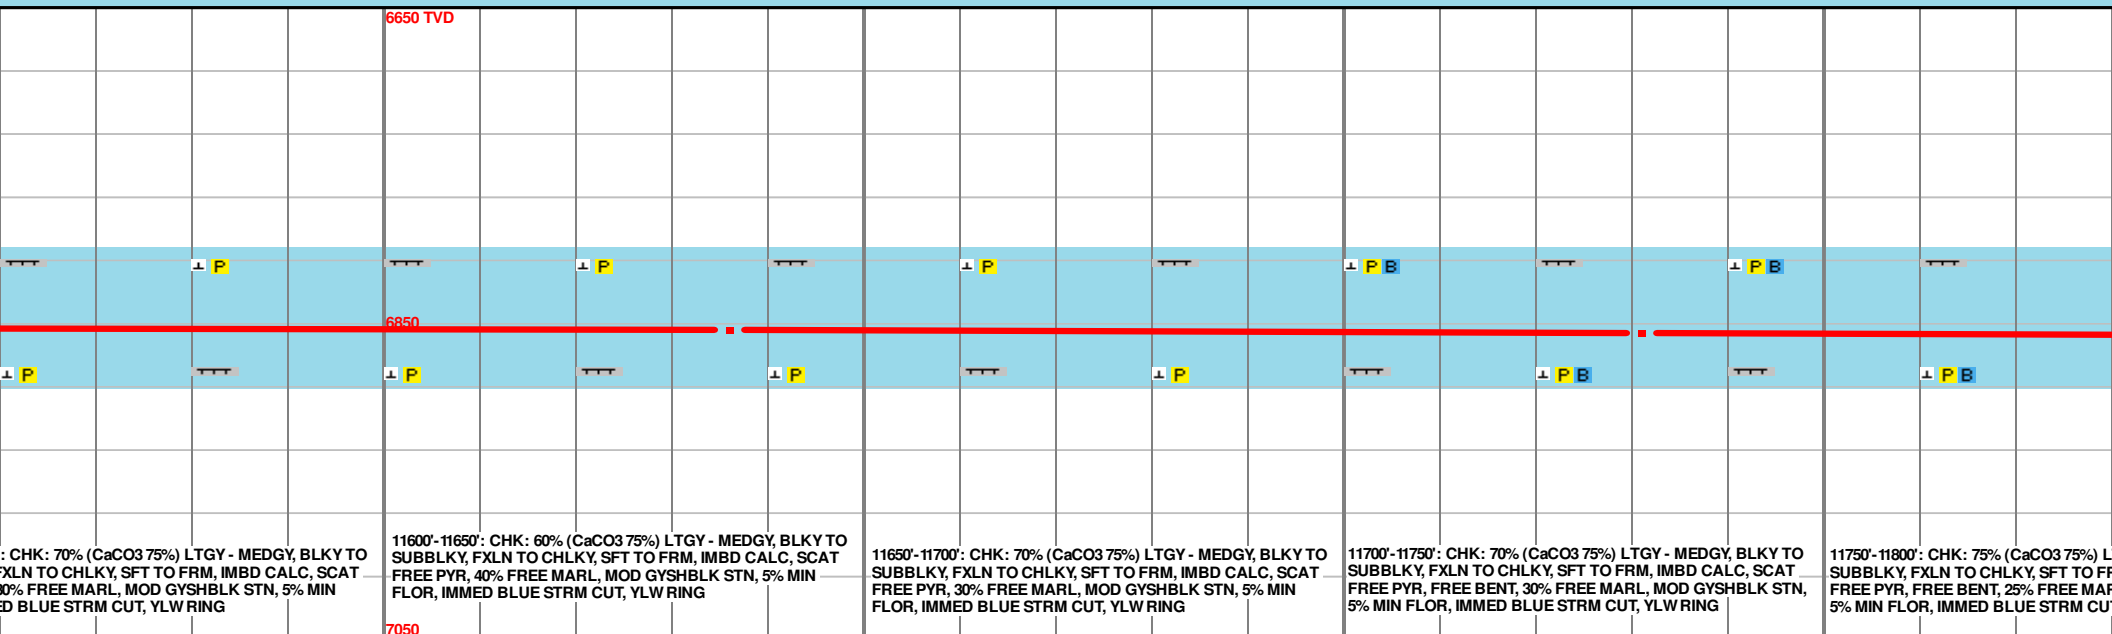 6650 TVD
P
P
P
P B
P B
6850
P
P
P
P
P B
P B
: CHK: 70% (CaCO3 75%) LTGY - MEDGY, BLKY TO
FXLN TO CHLKY, SFT TO FRM, IMBD CALC, SCAT
30% FREE MARL, MOD GYSHBLK STN, 5% MIN
ED BLUE STRM CUT, YLW RING
11600'-11650': CHK: 60% (CaCO3 75%) LTGY - MEDGY, BLKY TO
SUBBLKY, FXLN TO CHLKY, SFT TO FRM, IMBD CALC, SCAT
FREE PYR, 40% FREE MARL, MOD GYSHBLK STN, 5% MIN
FLOR, IMMED BLUE STRM CUT, YLW RING
11650'-11700': CHK: 70% (CaCO3 75%) LTGY - MEDGY, BLKY TO
SUBBLKY, FXLN TO CHLKY, SFT TO FRM, IMBD CALC, SCAT
FREE PYR, 30% FREE MARL, MOD GYSHBLK STN, 5% MIN
FLOR, IMMED BLUE STRM CUT, YLW RING
11700'-11750': CHK: 70% (CaCO3 75%) LTGY - MEDGY, BLKY TO
SUBBLKY, FXLN TO CHLKY, SFT TO FRM, IMBD CALC, SCAT
FREE PYR, FREE BENT, 30% FREE MARL, MOD GYSHBLK STN,
5% MIN FLOR, IMMED BLUE STRM CUT, YLW RING
11750'-11800': CHK: 75% (CaCO3 75%)
SUBBLKY, FXLN TO CHLKY, SFT TO
FREE PYR, FREE BENT, 25% FREE
5% MIN FLOR, IMMED BLUE STRM
7050